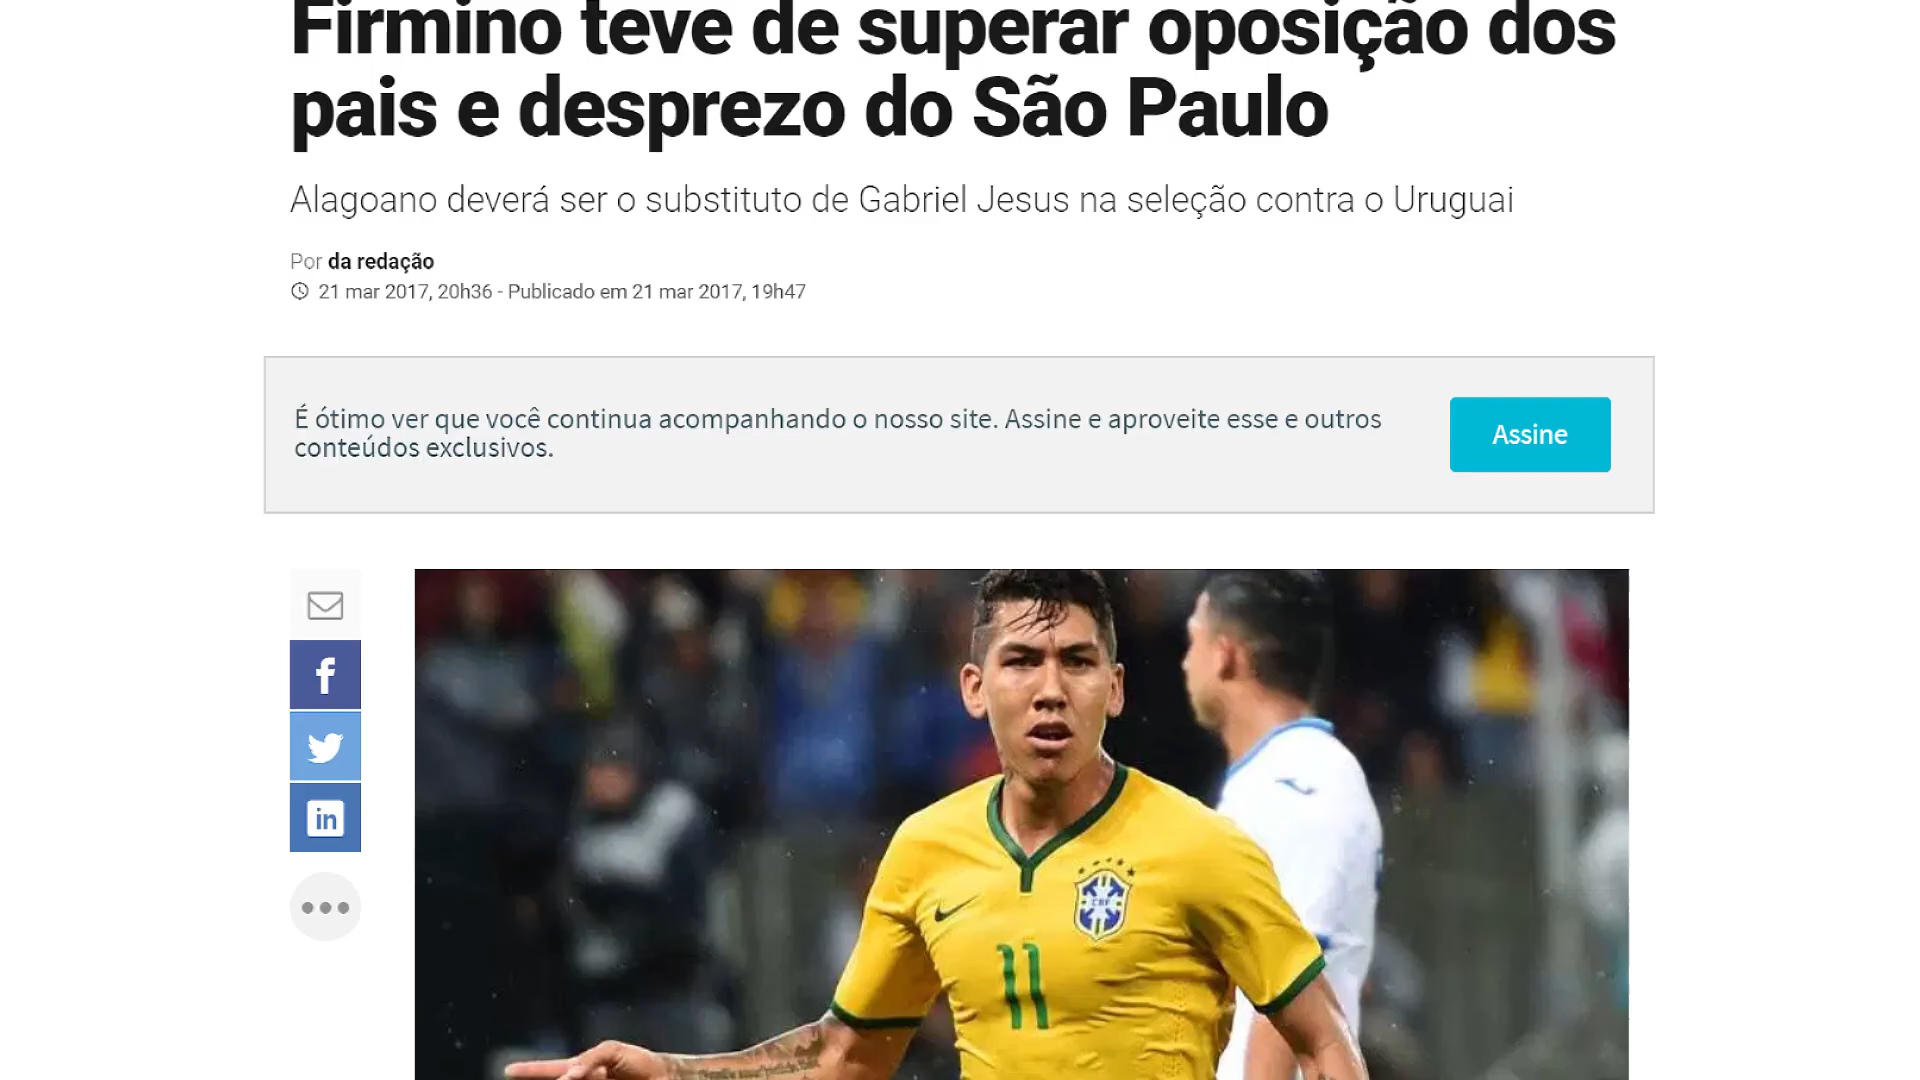 Firmino teve de superar oposição dos
pais e desprezo do São Paulo
Alagoano deverá ser o substituto de Gabriel Jesus na seleção contra o Uruguai
Por da redação
21 mar 2017, 20h36 - Publicado em 21 mar 2017, 19h47
É ótimo ver que você continua acompanhando o nosso site. Assine e aproveite esse e outros
conteúdos exclusivos.
Assine
f
in
CBF
11